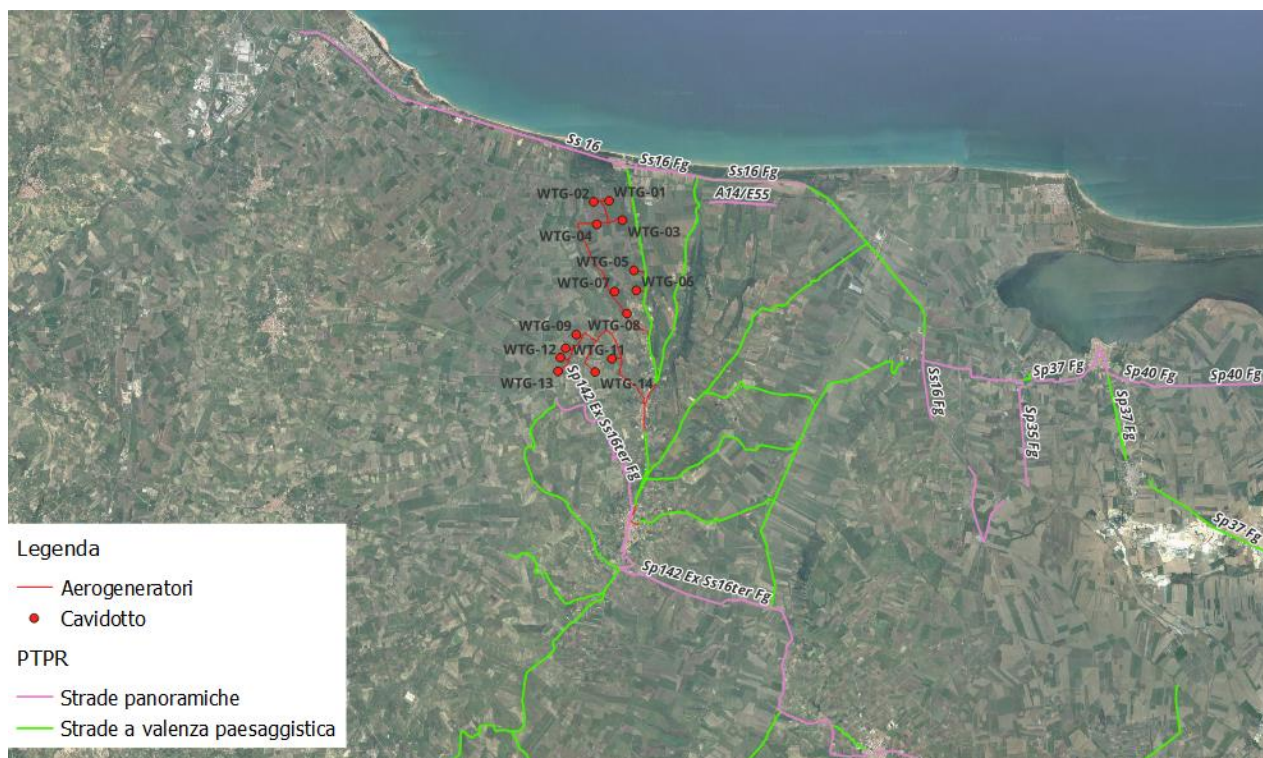 Ss 16
Ss16 Fg
Ss16 Fg
A14/E55
WTG-02
WTG-01
WTG-04
WTG-03
WTG-05
WTG-07
WTG-06
WTG-09
WTG-08
WTG-12
WTG-11
WTG-13
WTG-14
Sp142 Ex Ss16ter Fg
Ss16 Fg
Sp37 Fg
Sp40 Fg
Sp40 Fg
Sp35 Fg
Sp37 Fg
Sp37 Fg
Sp142 Ex Ss16ter Fg
Legenda
Aerogeneratori
Cavidotto
PTPR
Strade panoramiche
Strade a valenza paesaggistica